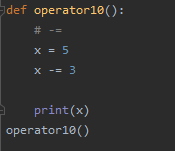 def operator10():
    # -=
    x = 5
    x -= 3

    print(x)
operator10()